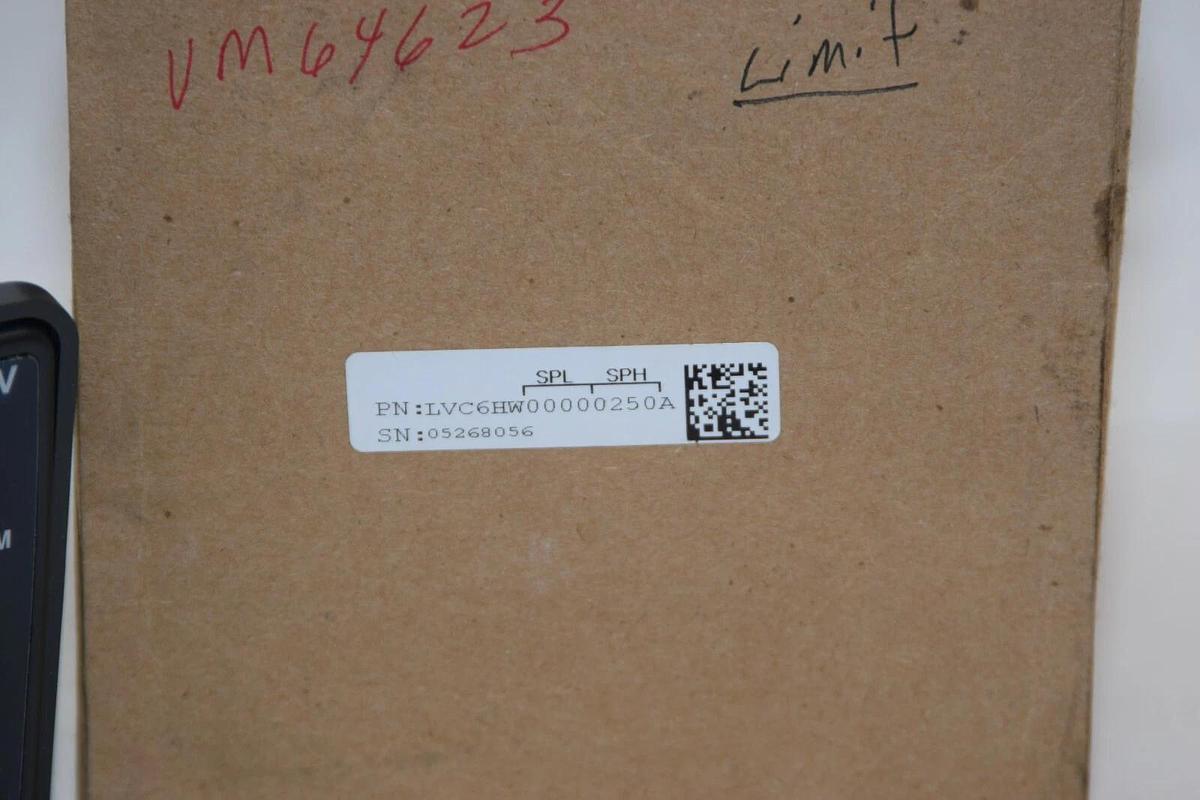 VM64623
Limit
SPL SPH
PN:LVC6HW00000250A
SN:05268056
V
M